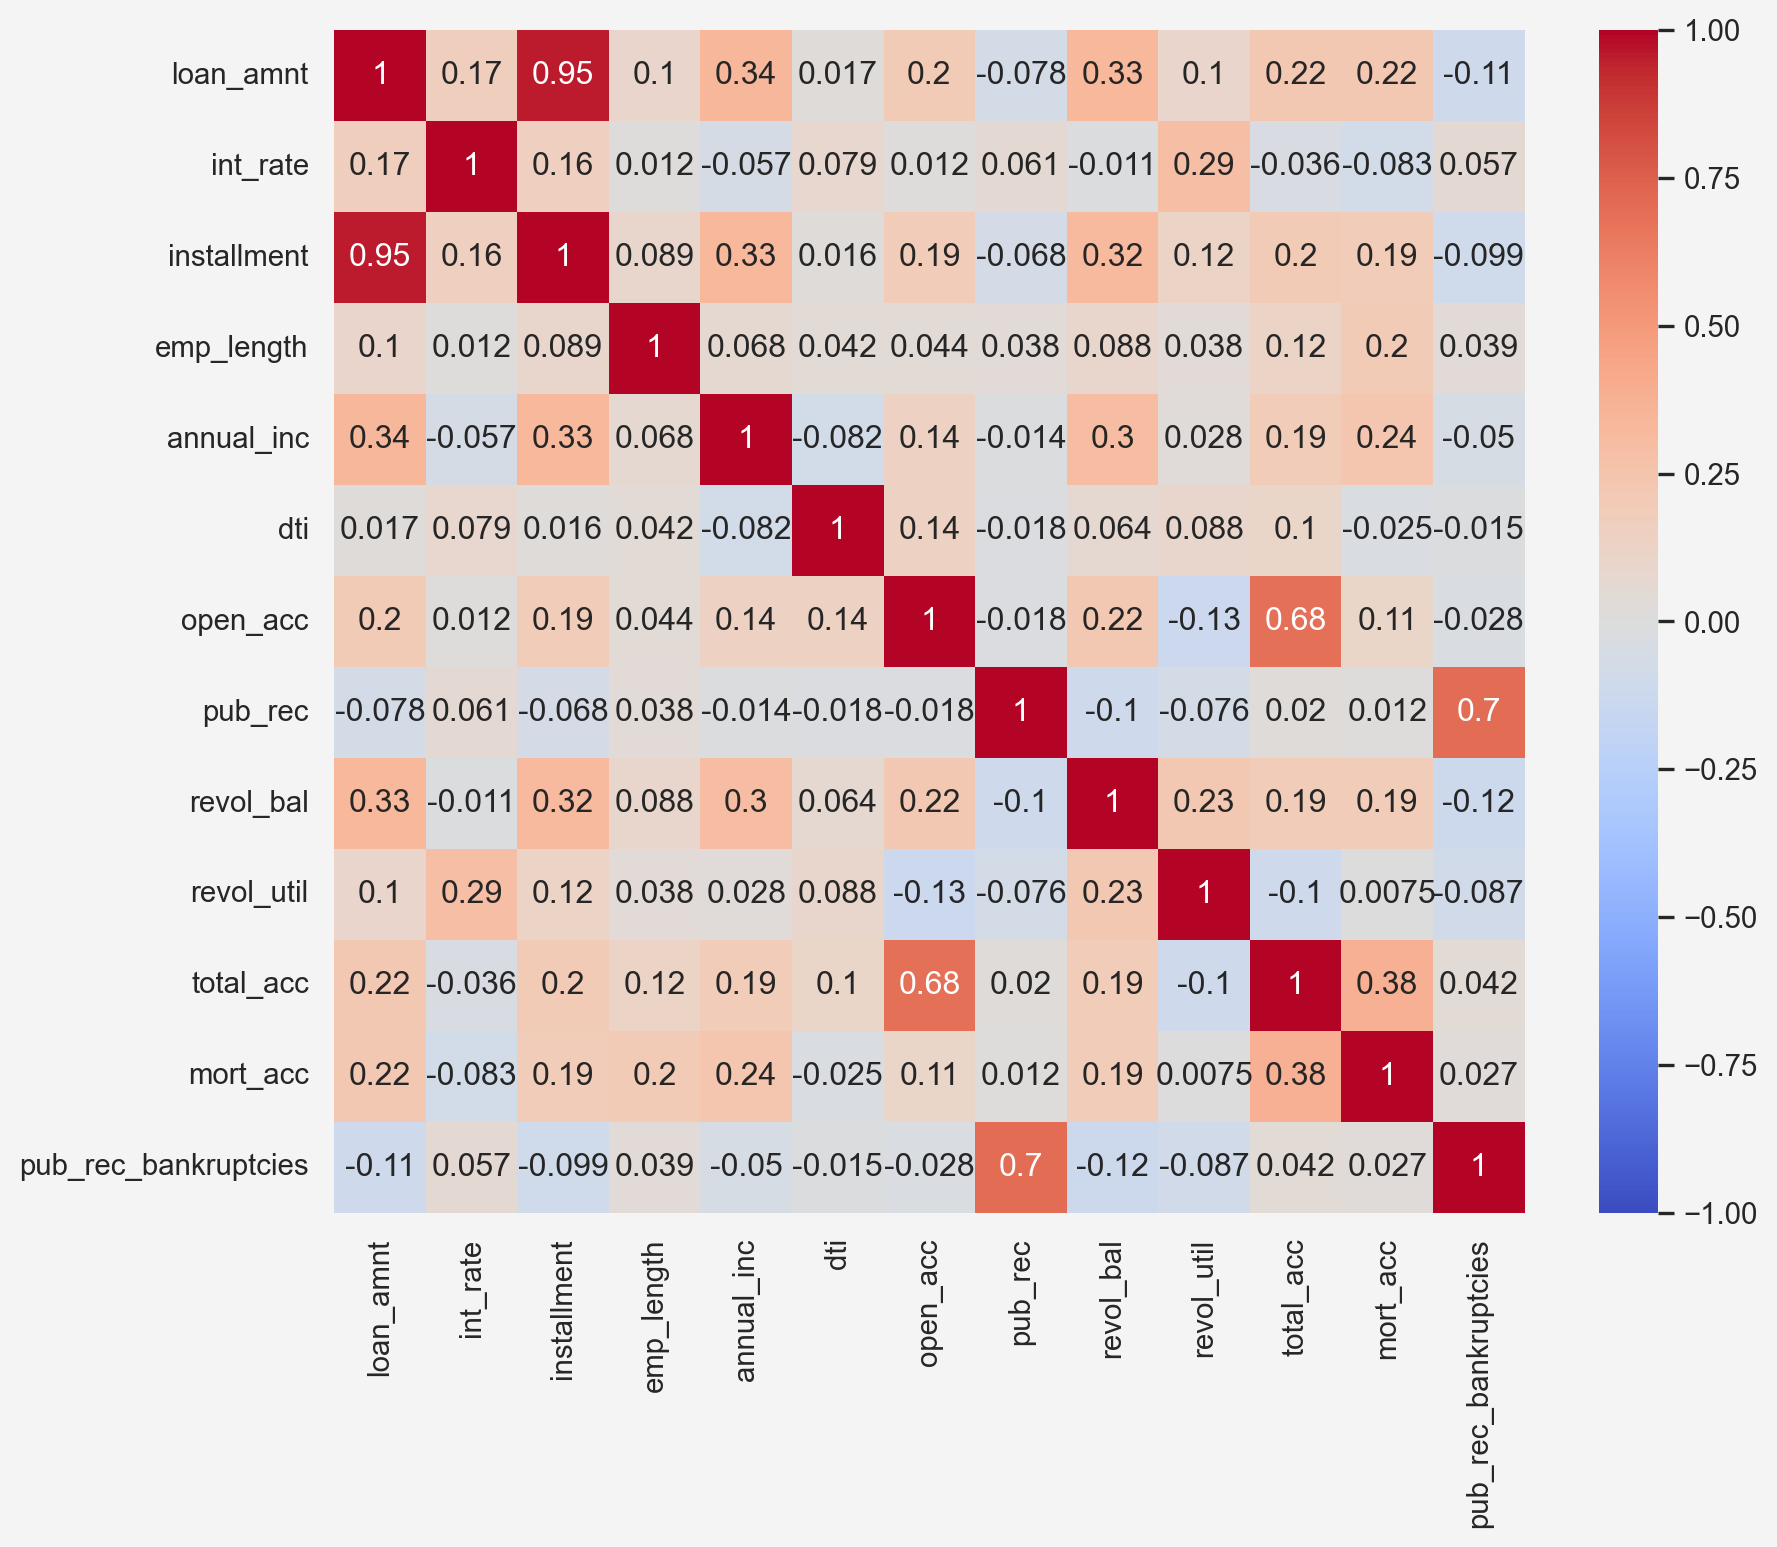 loan_amnt 1 0.17 0.95 0.1 0.34 0.017 0.2 -0.078 0.33 0.1 0.22 0.22 -0.11
int_rate 0.17 1 0.16 0.012 -0.057 0.079 0.012 0.061 -0.011 0.29 -0.036 -0.083 0.057
installment 0.95 0.16 1 0.089 0.33 0.016 0.19 -0.068 0.32 0.12 0.2 0.19 -0.099
emp_length 0.1 0.012 0.089 1 0.068 0.042 0.044 0.038 0.088 0.038 0.12 0.2 0.039
annual_inc 0.34 -0.057 0.33 0.068 1 -0.082 0.14 -0.014 0.3 0.028 0.19 0.24 -0.05
dti 0.017 0.079 0.016 0.042 -0.082 1 0.14 -0.018 0.064 0.088 0.1 -0.025 -0.015
open_acc 0.2 0.012 0.19 0.044 0.14 0.14 1 -0.018 0.22 -0.13 0.68 0.11 -0.028
pub_rec -0.078 0.061 -0.068 0.038 -0.014 -0.018 -0.018 1 -0.1 -0.076 0.02 0.012 0.7
revol_bal 0.33 -0.011 0.32 0.088 0.3 0.064 0.22 -0.1 1 0.23 0.19 0.19 -0.12
revol_util 0.1 0.29 0.12 0.038 0.028 0.088 -0.13 -0.076 0.23 1 -0.1 0.0075 -0.087
total_acc 0.22 -0.036 0.2 0.12 0.19 0.1 0.68 0.02 0.19 -0.1 1 0.38 0.042
mort_acc 0.22 -0.083 0.19 0.2 0.24 -0.025 0.11 0.012 0.19 0.0075 0.38 1 0.027
pub_rec_bankruptcies -0.11 0.057 -0.099 0.039 -0.05 -0.015 -0.028 0.7 -0.12 -0.087 0.042 0.027 1
loan_amnt
int_rate
installment
emp_length
annual_inc
dti
open_acc
pub_rec
revol_bal
revol_util
total_acc
mort_acc
pub_rec_bankruptcies
1.00
0.75
0.50
0.25
0.00
−0.25
−0.50
−0.75
−1.00